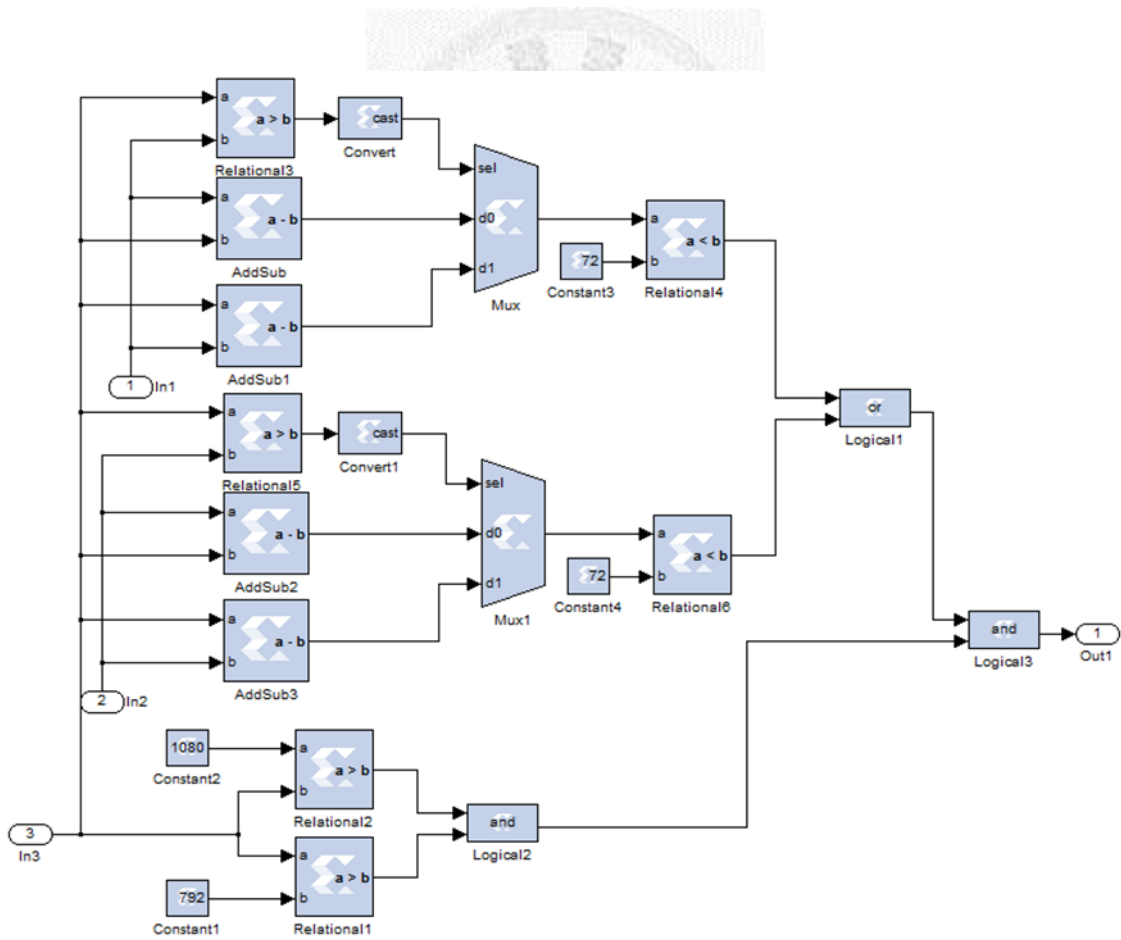 a
b
a > b
Relational3
cast
Convert
a
b
a - b
AddSub
a
b
a - b
AddSub1
sel
d0
d1
Mux
72
Constant3
a
b
a < b
Relational4
1
In1
a
b
a > b
Relational5
cast
Convert1
a
b
a - b
AddSub2
a
b
a - b
AddSub3
sel
d0
d1
Mux1
72
Constant4
a
b
a < b
Relational6
or
Logical1
2
In2
1080
Constant2
a
b
a > b
Relational2
and
Logical2
3
In3
792
Constant1
a
b
a > b
Relational1
and
Logical3
1
Out1